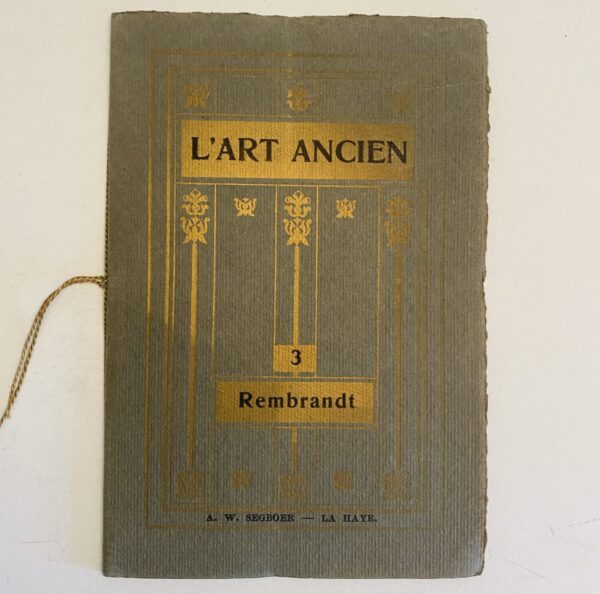 L'ART ANCIEN
3
Rembrandt
A. W. SEGBOER — LA HAYE.